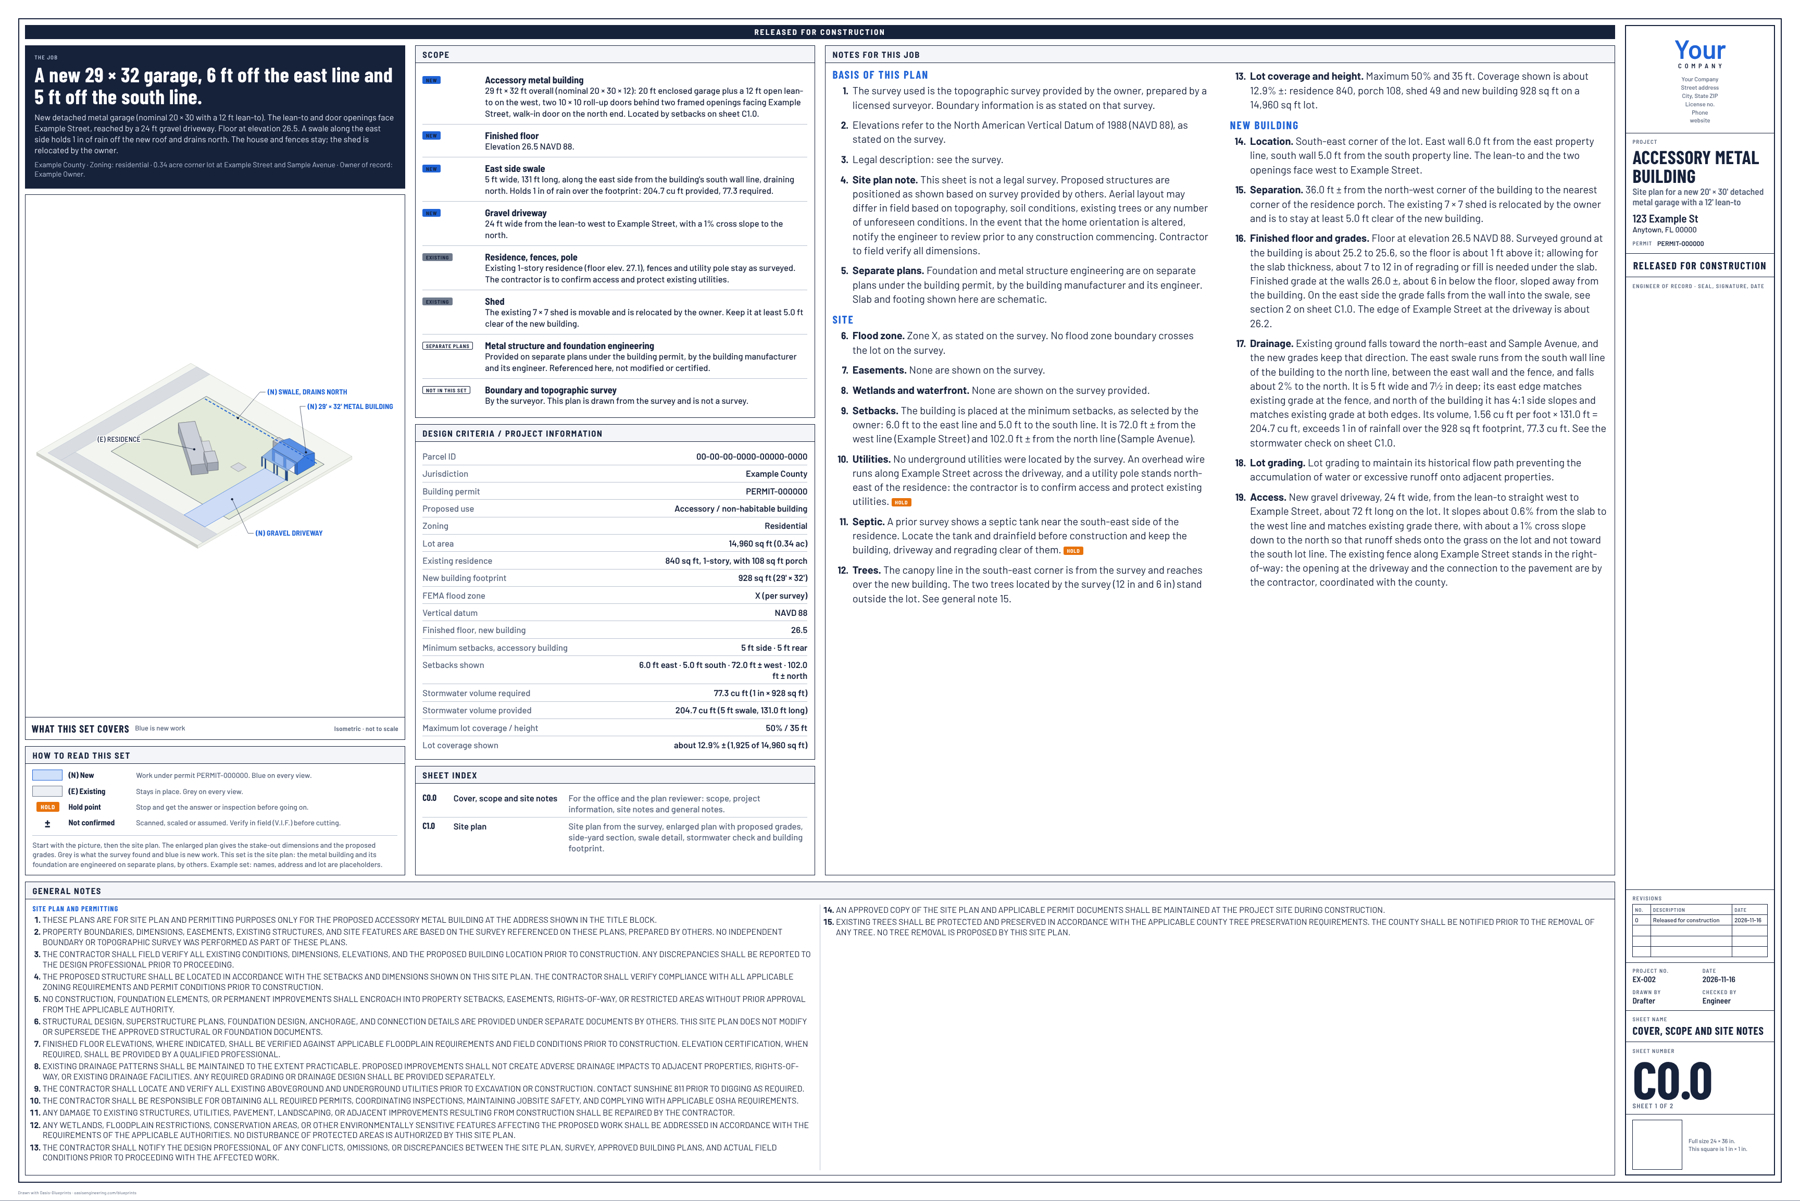 RELEASED FOR CONSTRUCTION
THE JOB
A new 29 × 32 garage, 6 ft off the east line and
5 ft off the south line.
New detached metal garage (nominal 20 × 30 with a 12 ft lean-to). The lean-to and door openings face
Example Street, reached by a 24 ft gravel driveway. Floor at elevation 26.5. A swale along the east
side holds 1 in of rain off the new roof and drains north. The house and fences stay; the shed is
relocated by the owner.
Example County · Zoning: residential · 0.34 acre corner lot at Example Street and Sample Avenue · Owner of record:
Example Owner.
(N) SWALE, DRAINS NORTH
(N) 29' × 32' METAL BUILDING
(E) RESIDENCE
(N) GRAVEL DRIVEWAY
WHAT THIS SET COVERS Blue is new work
Isometric · not to scale
HOW TO READ THIS SET
(N) New Work under permit PERMIT-000000. Blue on every view.
(E) Existing Stays in place. Grey on every view.
HOLD Hold point Stop and get the answer or inspection before going on.
± Not confirmed Scanned, scaled or assumed. Verify in field (V.I.F.) before cutting.
Start with the picture, then the site plan. The enlarged plan gives the stake-out dimensions and the proposed
grades. Grey is what the survey found and blue is new work. This set is the site plan: the metal building and its
foundation are engineered on separate plans, by others. Example set: names, address and lot are placeholders.
SCOPE
NEW Accessory metal building
29 ft × 32 ft overall (nominal 20 × 30 × 12): 20 ft enclosed garage plus a 12 ft open lean-
to on the west, two 10 × 10 roll-up doors behind two framed openings facing Example
Street, walk-in door on the north end. Located by setbacks on sheet C1.0.
NEW Finished floor
Elevation 26.5 NAVD 88.
NEW East side swale
5 ft wide, 131 ft long, along the east side from the building's south wall line, draining
north. Holds 1 in of rain over the footprint: 204.7 cu ft provided, 77.3 required.
NEW Gravel driveway
24 ft wide from the lean-to west to Example Street, with a 1% cross slope to the
north.
EXISTING Residence, fences, pole
Existing 1-story residence (floor elev. 27.1), fences and utility pole stay as surveyed.
The contractor is to confirm access and protect existing utilities.
EXISTING Shed
The existing 7 × 7 shed is movable and is relocated by the owner. Keep it at least 5.0 ft
clear of the new building.
SEPARATE PLANS Metal structure and foundation engineering
Provided on separate plans under the building permit, by the building manufacturer
and its engineer. Referenced here, not modified or certified.
NOT IN THIS SET Boundary and topographic survey
By the surveyor. This plan is drawn from the survey and is not a survey.
DESIGN CRITERIA / PROJECT INFORMATION
Parcel ID 00-00-00-0000-00000-0000
Jurisdiction Example County
Building permit PERMIT-000000
Proposed use Accessory / non-habitable building
Zoning Residential
Lot area 14,960 sq ft (0.34 ac)
Existing residence 840 sq ft, 1-story, with 108 sq ft porch
New building footprint 928 sq ft (29' × 32')
FEMA flood zone X (per survey)
Vertical datum NAVD 88
Finished floor, new building 26.5
Minimum setbacks, accessory building 5 ft side · 5 ft rear
Setbacks shown 6.0 ft east · 5.0 ft south · 72.0 ft ± west · 102.0
ft ± north
Stormwater volume required 77.3 cu ft (1 in × 928 sq ft)
Stormwater volume provided 204.7 cu ft (5 ft swale, 131.0 ft long)
Maximum lot coverage / height 50% / 35 ft
Lot coverage shown about 12.9% ± (1,925 of 14,960 sq ft)
SHEET INDEX
C0.0 Cover, scope and site notes For the office and the plan reviewer: scope, project
information, site notes and general notes.
C1.0 Site plan Site plan from the survey, enlarged plan with proposed grades,
side-yard section, swale detail, stormwater check and building
footprint.
NOTES FOR THIS JOB
BASIS OF THIS PLAN
1. The survey used is the topographic survey provided by the owner, prepared by a
licensed surveyor. Boundary information is as stated on that survey.
2. Elevations refer to the North American Vertical Datum of 1988 (NAVD 88), as
stated on the survey.
3. Legal description: see the survey.
4. Site plan note. This sheet is not a legal survey. Proposed structures are
positioned as shown based on survey provided by others. Aerial layout may
differ in field based on topography, soil conditions, existing trees or any number
of unforeseen conditions. In the event that the home orientation is altered,
notify the engineer to review prior to any construction commencing. Contractor
to field verify all dimensions.
5. Separate plans. Foundation and metal structure engineering are on separate
plans under the building permit, by the building manufacturer and its engineer.
Slab and footing shown here are schematic.
SITE
6. Flood zone. Zone X, as stated on the survey. No flood zone boundary crosses
the lot on the survey.
7. Easements. None are shown on the survey.
8. Wetlands and waterfront. None are shown on the survey provided.
9. Setbacks. The building is placed at the minimum setbacks, as selected by the
owner: 6.0 ft to the east line and 5.0 ft to the south line. It is 72.0 ft ± from the
west line (Example Street) and 102.0 ft ± from the north line (Sample Avenue).
10. Utilities. No underground utilities were located by the survey. An overhead wire
runs along Example Street across the driveway, and a utility pole stands north-
east of the residence: the contractor is to confirm access and protect existing
utilities. HOLD
11. Septic. A prior survey shows a septic tank near the south-east side of the
residence. Locate the tank and drainfield before construction and keep the
building, driveway and regrading clear of them. HOLD
12. Trees. The canopy line in the south-east corner is from the survey and reaches
over the new building. The two trees located by the survey (12 in and 6 in) stand
outside the lot. See general note 15.
13. Lot coverage and height. Maximum 50% and 35 ft. Coverage shown is about
12.9% ±: residence 840, porch 108, shed 49 and new building 928 sq ft on a
14,960 sq ft lot.
NEW BUILDING
14. Location. South-east corner of the lot. East wall 6.0 ft from the east property
line, south wall 5.0 ft from the south property line. The lean-to and the two
openings face west to Example Street.
15. Separation. 36.0 ft ± from the north-west corner of the building to the nearest
corner of the residence porch. The existing 7 × 7 shed is relocated by the owner
and is to stay at least 5.0 ft clear of the new building.
16. Finished floor and grades. Floor at elevation 26.5 NAVD 88. Surveyed ground at
the building is about 25.2 to 25.6, so the floor is about 1 ft above it; allowing for
the slab thickness, about 7 to 12 in of regrading or fill is needed under the slab.
Finished grade at the walls 26.0 ±, about 6 in below the floor, sloped away from
the building. On the east side the grade falls from the wall into the swale, see
section 2 on sheet C1.0. The edge of Example Street at the driveway is about
26.2.
17. Drainage. Existing ground falls toward the north-east and Sample Avenue, and
the new grades keep that direction. The east swale runs from the south wall line
of the building to the north line, between the east wall and the fence, and falls
about 2% to the north. It is 5 ft wide and 7½ in deep; its east edge matches
existing grade at the fence, and north of the building it has 4:1 side slopes and
matches existing grade at both edges. Its volume, 1.56 cu ft per foot × 131.0 ft =
204.7 cu ft, exceeds 1 in of rainfall over the 928 sq ft footprint, 77.3 cu ft. See the
stormwater check on sheet C1.0.
18. Lot grading. Lot grading to maintain its historical flow path preventing the
accumulation of water or excessive runoff onto adjacent properties.
19. Access. New gravel driveway, 24 ft wide, from the lean-to straight west to
Example Street, about 72 ft long on the lot. It slopes about 0.6% from the slab to
the west line and matches existing grade there, with about a 1% cross slope
down to the north so that runoff sheds onto the grass on the lot and not toward
the south lot line. The existing fence along Example Street stands in the right-
of-way: the opening at the driveway and the connection to the pavement are by
the contractor, coordinated with the county.
GENERAL NOTES
SITE PLAN AND PERMITTING
1. THESE PLANS ARE FOR SITE PLAN AND PERMITTING PURPOSES ONLY FOR THE PROPOSED ACCESSORY METAL BUILDING AT THE ADDRESS SHOWN IN THE TITLE BLOCK.
2. PROPERTY BOUNDARIES, DIMENSIONS, EASEMENTS, EXISTING STRUCTURES, AND SITE FEATURES ARE BASED ON THE SURVEY REFERENCED ON THESE PLANS, PREPARED BY OTHERS. NO INDEPENDENT
BOUNDARY OR TOPOGRAPHIC SURVEY WAS PERFORMED AS PART OF THESE PLANS.
3. THE CONTRACTOR SHALL FIELD VERIFY ALL EXISTING CONDITIONS, DIMENSIONS, ELEVATIONS, AND THE PROPOSED BUILDING LOCATION PRIOR TO CONSTRUCTION. ANY DISCREPANCIES SHALL BE REPORTED TO
THE DESIGN PROFESSIONAL PRIOR TO PROCEEDING.
4. THE PROPOSED STRUCTURE SHALL BE LOCATED IN ACCORDANCE WITH THE SETBACKS AND DIMENSIONS SHOWN ON THIS SITE PLAN. THE CONTRACTOR SHALL VERIFY COMPLIANCE WITH ALL APPLICABLE
ZONING REQUIREMENTS AND PERMIT CONDITIONS PRIOR TO CONSTRUCTION.
5. NO CONSTRUCTION, FOUNDATION ELEMENTS, OR PERMANENT IMPROVEMENTS SHALL ENCROACH INTO PROPERTY SETBACKS, EASEMENTS, RIGHTS-OF-WAY, OR RESTRICTED AREAS WITHOUT PRIOR APPROVAL
FROM THE APPLICABLE AUTHORITY.
6. STRUCTURAL DESIGN, SUPERSTRUCTURE PLANS, FOUNDATION DESIGN, ANCHORAGE, AND CONNECTION DETAILS ARE PROVIDED UNDER SEPARATE DOCUMENTS BY OTHERS. THIS SITE PLAN DOES NOT MODIFY
OR SUPERSEDE THE APPROVED STRUCTURAL OR FOUNDATION DOCUMENTS.
7. FINISHED FLOOR ELEVATIONS, WHERE INDICATED, SHALL BE VERIFIED AGAINST APPLICABLE FLOODPLAIN REQUIREMENTS AND FIELD CONDITIONS PRIOR TO CONSTRUCTION. ELEVATION CERTIFICATION, WHEN
REQUIRED, SHALL BE PROVIDED BY A QUALIFIED PROFESSIONAL.
8. EXISTING DRAINAGE PATTERNS SHALL BE MAINTAINED TO THE EXTENT PRACTICABLE. PROPOSED IMPROVEMENTS SHALL NOT CREATE ADVERSE DRAINAGE IMPACTS TO ADJACENT PROPERTIES, RIGHTS-OF-
WAY, OR EXISTING DRAINAGE FACILITIES. ANY REQUIRED GRADING OR DRAINAGE DESIGN SHALL BE PROVIDED SEPARATELY.
9. THE CONTRACTOR SHALL LOCATE AND VERIFY ALL EXISTING ABOVEGROUND AND UNDERGROUND UTILITIES PRIOR TO EXCAVATION OR CONSTRUCTION. CONTACT SUNSHINE 811 PRIOR TO DIGGING AS REQUIRED.
10. THE CONTRACTOR SHALL BE RESPONSIBLE FOR OBTAINING ALL REQUIRED PERMITS, COORDINATING INSPECTIONS, MAINTAINING JOBSITE SAFETY, AND COMPLYING WITH APPLICABLE OSHA REQUIREMENTS.
11. ANY DAMAGE TO EXISTING STRUCTURES, UTILITIES, PAVEMENT, LANDSCAPING, OR ADJACENT IMPROVEMENTS RESULTING FROM CONSTRUCTION SHALL BE REPAIRED BY THE CONTRACTOR.
12. ANY WETLANDS, FLOODPLAIN RESTRICTIONS, CONSERVATION AREAS, OR OTHER ENVIRONMENTALLY SENSITIVE FEATURES AFFECTING THE PROPOSED WORK SHALL BE ADDRESSED IN ACCORDANCE WITH THE
REQUIREMENTS OF THE APPLICABLE AUTHORITIES. NO DISTURBANCE OF PROTECTED AREAS IS AUTHORIZED BY THIS SITE PLAN.
13. THE CONTRACTOR SHALL NOTIFY THE DESIGN PROFESSIONAL OF ANY CONFLICTS, OMISSIONS, OR DISCREPANCIES BETWEEN THE SITE PLAN, SURVEY, APPROVED BUILDING PLANS, AND ACTUAL FIELD
CONDITIONS PRIOR TO PROCEEDING WITH THE AFFECTED WORK.
14. AN APPROVED COPY OF THE SITE PLAN AND APPLICABLE PERMIT DOCUMENTS SHALL BE MAINTAINED AT THE PROJECT SITE DURING CONSTRUCTION.
15. EXISTING TREES SHALL BE PROTECTED AND PRESERVED IN ACCORDANCE WITH THE APPLICABLE COUNTY TREE PRESERVATION REQUIREMENTS. THE COUNTY SHALL BE NOTIFIED PRIOR TO THE REMOVAL OF
ANY TREE. NO TREE REMOVAL IS PROPOSED BY THIS SITE PLAN.
Your
COMPANY
Your Company
Street address
City, State ZIP
License no.
Phone
website
PROJECT
ACCESSORY METAL
BUILDING
Site plan for a new 20' × 30' detached
metal garage with a 12' lean-to
123 Example St
Anytown, FL 00000
PERMIT PERMIT-000000
RELEASED FOR CONSTRUCTION
ENGINEER OF RECORD · SEAL, SIGNATURE, DATE
REVISIONS
NO. DESCRIPTION DATE
0 Released for construction 2026-11-16
PROJECT NO. DATE
EX-002 2026-11-16
DRAWN BY CHECKED BY
Drafter Engineer
SHEET NAME
COVER, SCOPE AND SITE NOTES
SHEET NUMBER
C0.0
SHEET 1 OF 2
Full size 24 × 36 in.
This square is 1 in × 1 in.